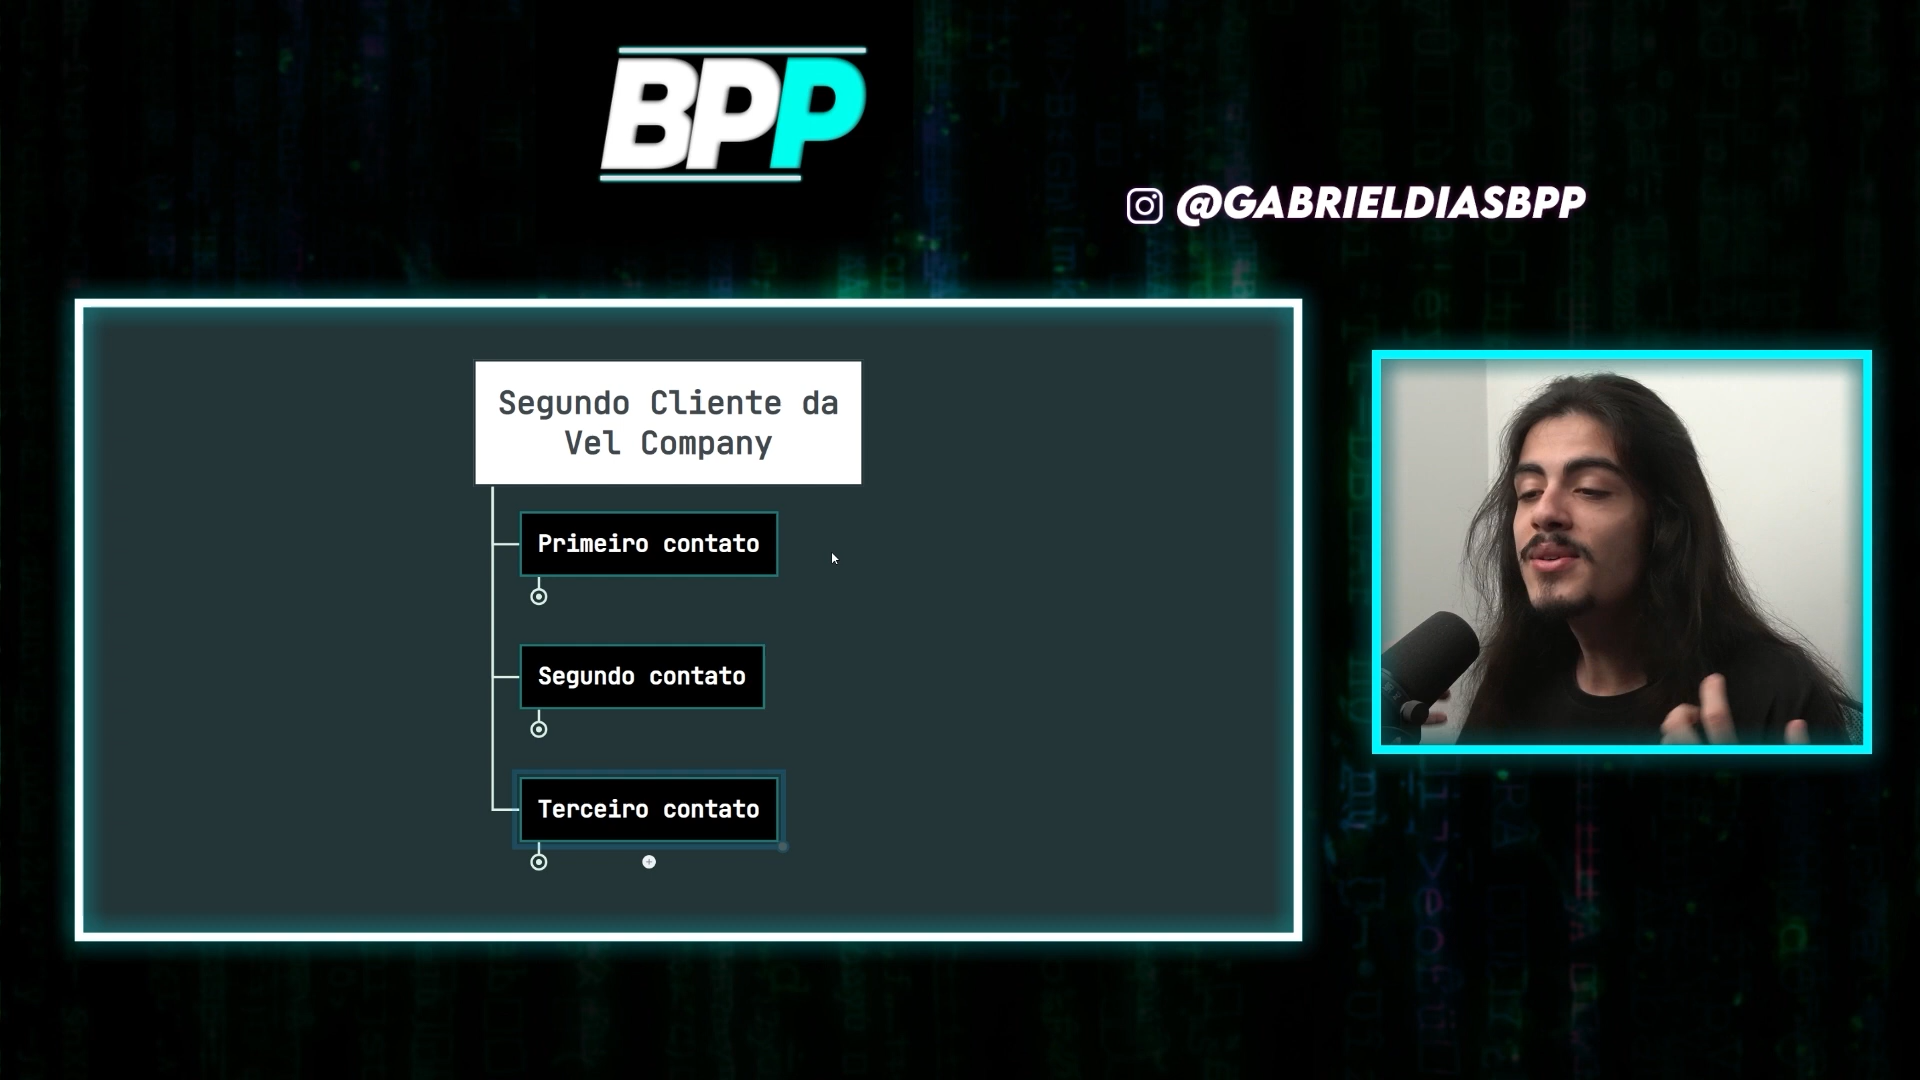 BPP
@GABRIELDIASBPP
Segundo Cliente da
Vel Company
Primeiro contato
Segundo contato
Terceiro contato